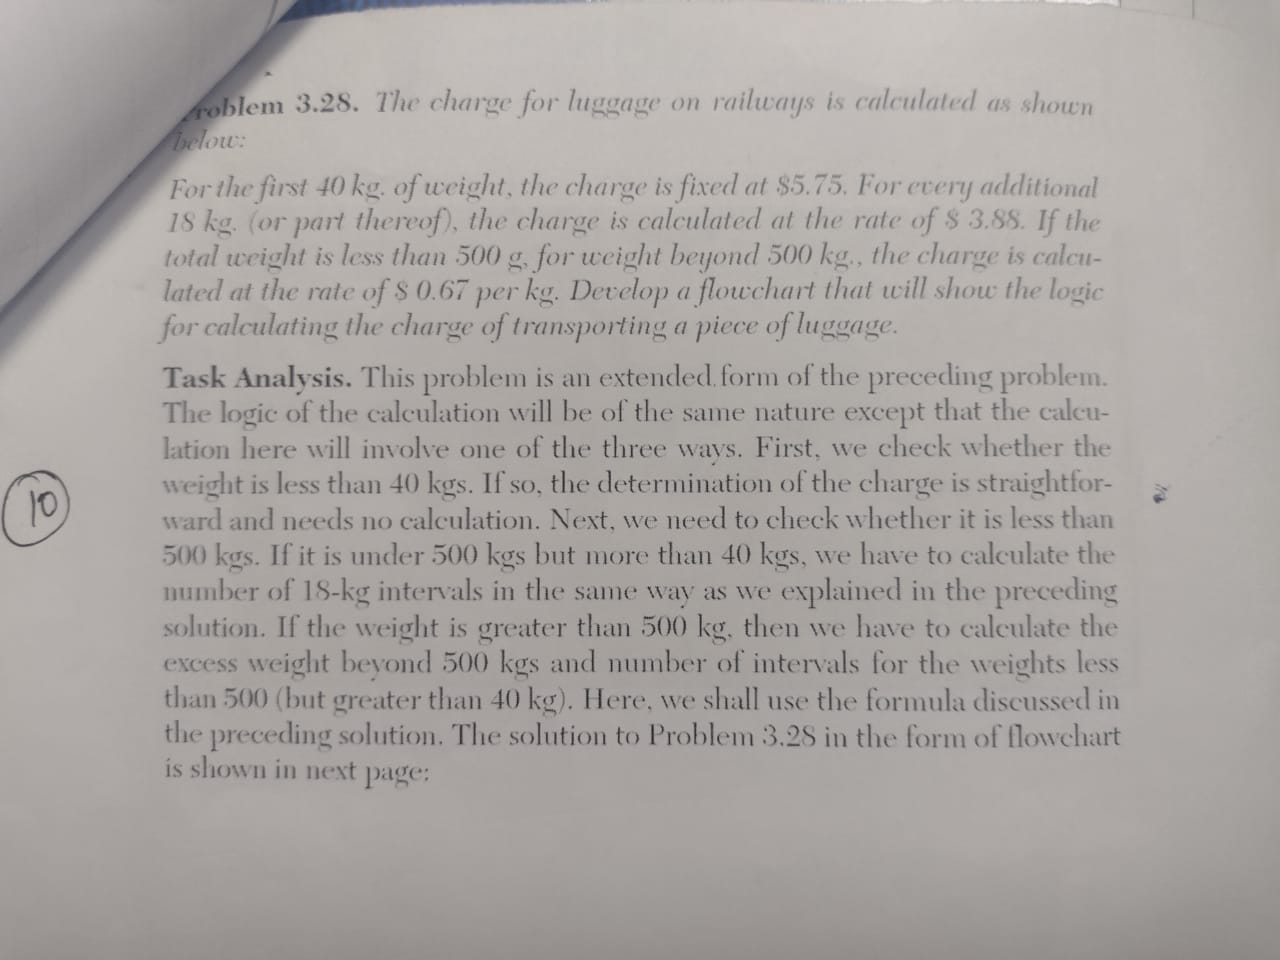 roblem 3.28. The charge for luggage on railways is calculated as shown
below:
For the first 40 kg. of weight, the charge is fixed at $5.75. For every additional
18 kg. (or part thereof), the charge is calculated at the rate of $ 3.88. If the
total weight is less than 500 g, for weight beyond 500 kg., the charge is calcu-
lated at the rate of $ 0.67 per kg. Develop a flowchart that will show the logic
for calculating the charge of transporting a piece of luggage.
Task Analysis. This problem is an extended form of the preceding problem.
The logic of the calculation will be of the same nature except that the calcu-
lation here will involve one of the three ways. First, we check whether the
weight is less than 40 kgs. If so, the determination of the charge is straightfor-
ward and needs no calculation. Next, we need to check whether it is less than
10
500 kgs. If it is under 500 kgs but more than 40 kgs, we have to calculate the
number of 18-kg intervals in the same way as we explained in the preceding
solution. If the weight is greater than 500 kg, then we have to calculate the
excess weight beyond 500 kgs and number of intervals for the weights less
than 500 (but greater than 40 kg). Here, we shall use the formula discussed in
the preceding solution. The solution to Problem 3.28 in the form of flowchart
is shown in next page: